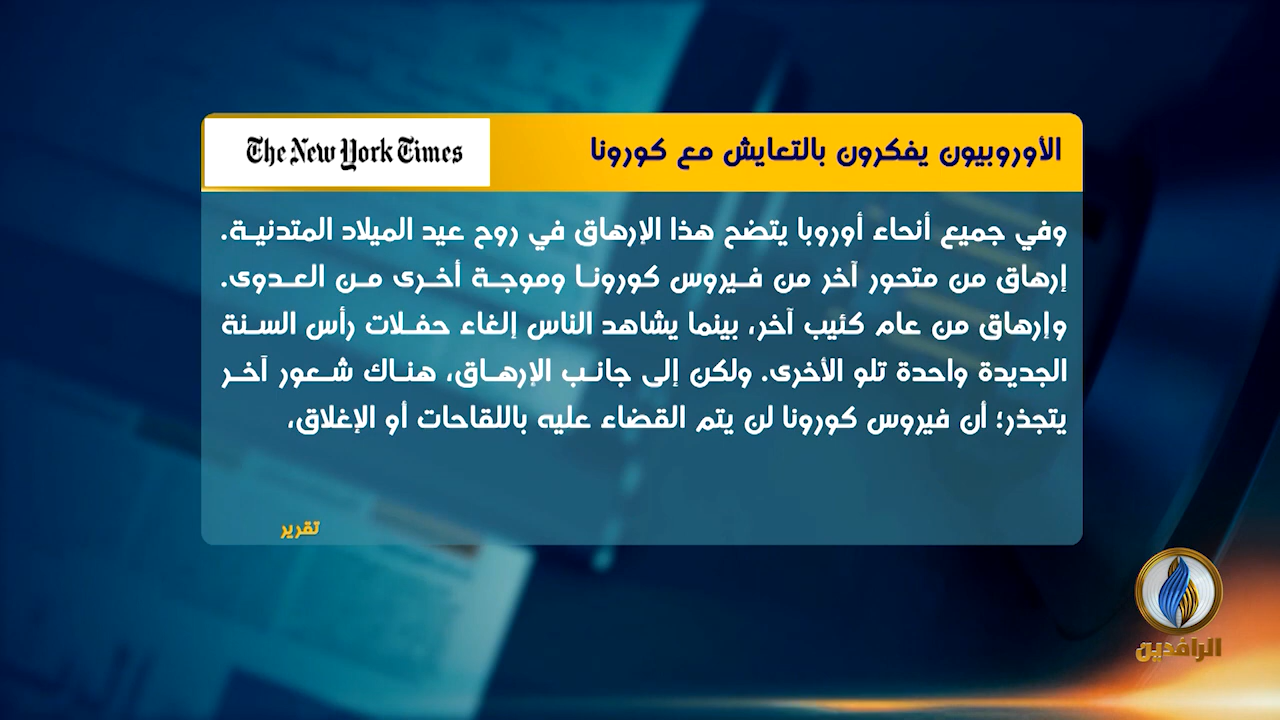 الأوروبيون يفكرون بالتعايش مع كورونا
The New York Times
وفي جميع أنحاء أوروبا يتضح هذا الإرهاق في روح عيد الميلاد المتدنية.
إرهاق من متحور آخر من فيروس كورونا وموجة أخرى من العدوى.
وإرهاق من عام كئيب آخر، بينما يشاهد الناس إلغاء حفلات رأس السنة
الجديدة واحدة تلو الأخرى. ولكن إلى جانب الإرهاق، هناك شعور آخر
يتجذر؛ أن فيروس كورونا لن يتم القضاء عليه باللقاحات أو الإغلاق،
تقرير
الرافدين